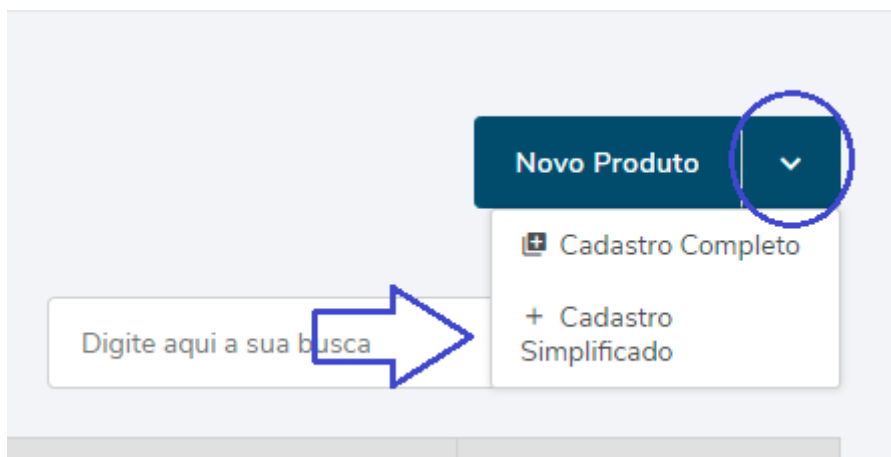 Novo Produto
Cadastro Completo
Digite aqui a sua busca
+ Cadastro
Simplificado